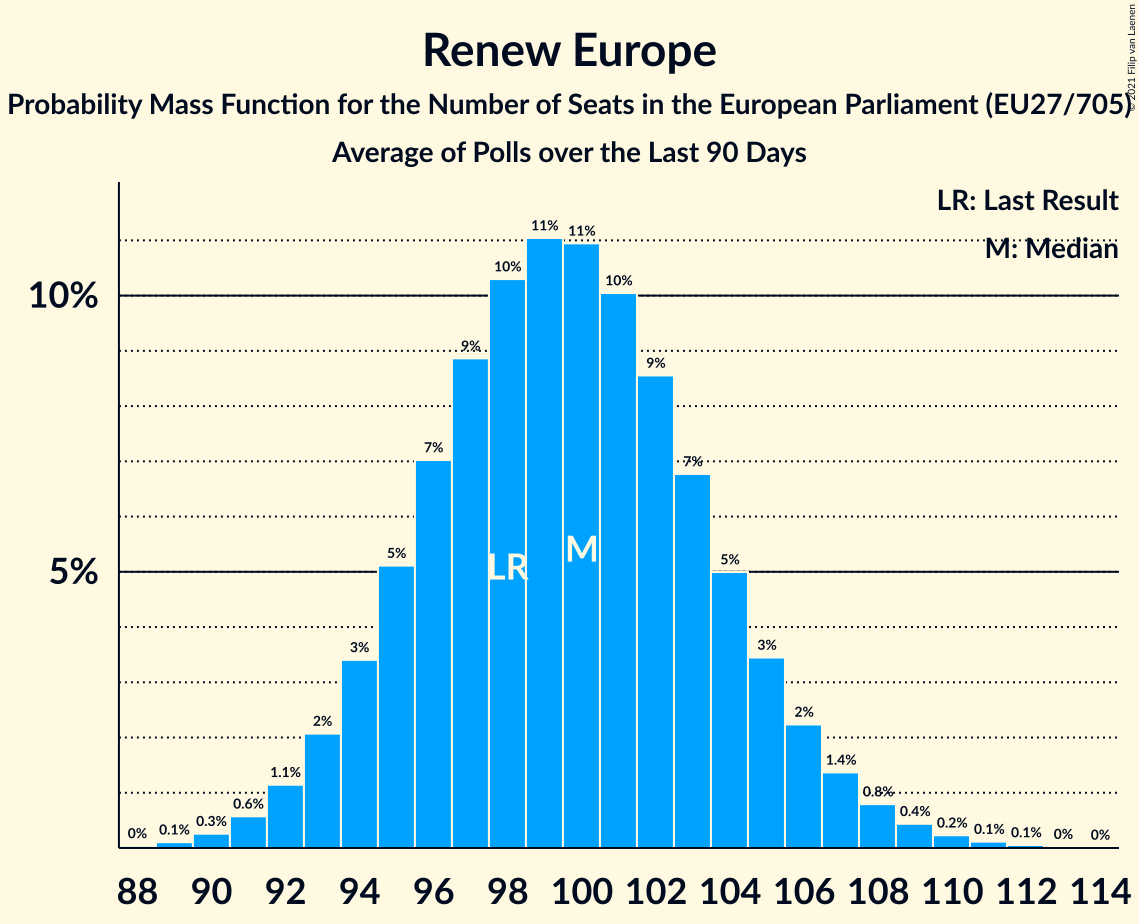 Renew Europe
Probability Mass Function for the Number of Seats in the European Parliament (EU27/705)
Average of Polls over the Last 90 Days
© 2021 Filip van Laenen
LR: Last Result
M: Median
10%
5%
0% 0.1% 0.3% 0.6% 1.1% 2% 3% 5% 7% 9% 10% 11% 11% 10% 9% 7% 5% 3% 2% 1.4% 0.8% 0.4% 0.2% 0.1% 0.1% 0% 0%
LR M
88 90 92 94 96 98 100 102 104 106 108 110 112 114